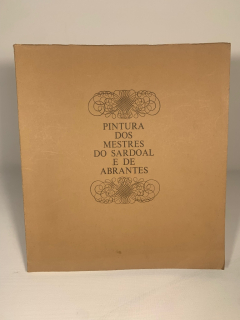 PINTURA
DOS
MESTRES
DO SARDOAL
E DE
ABRANTES